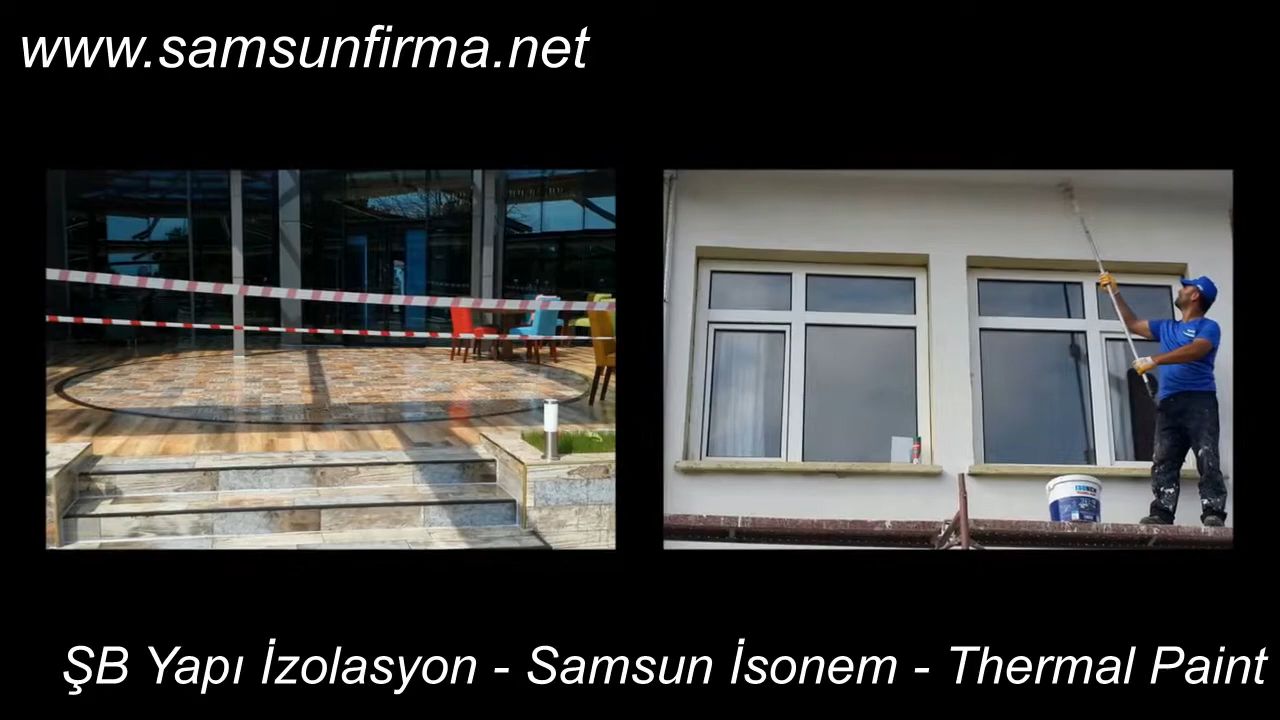 www.samsunfirma.net
ŞB Yapı İzolasyon - Samsun İsonem - Thermal Paint